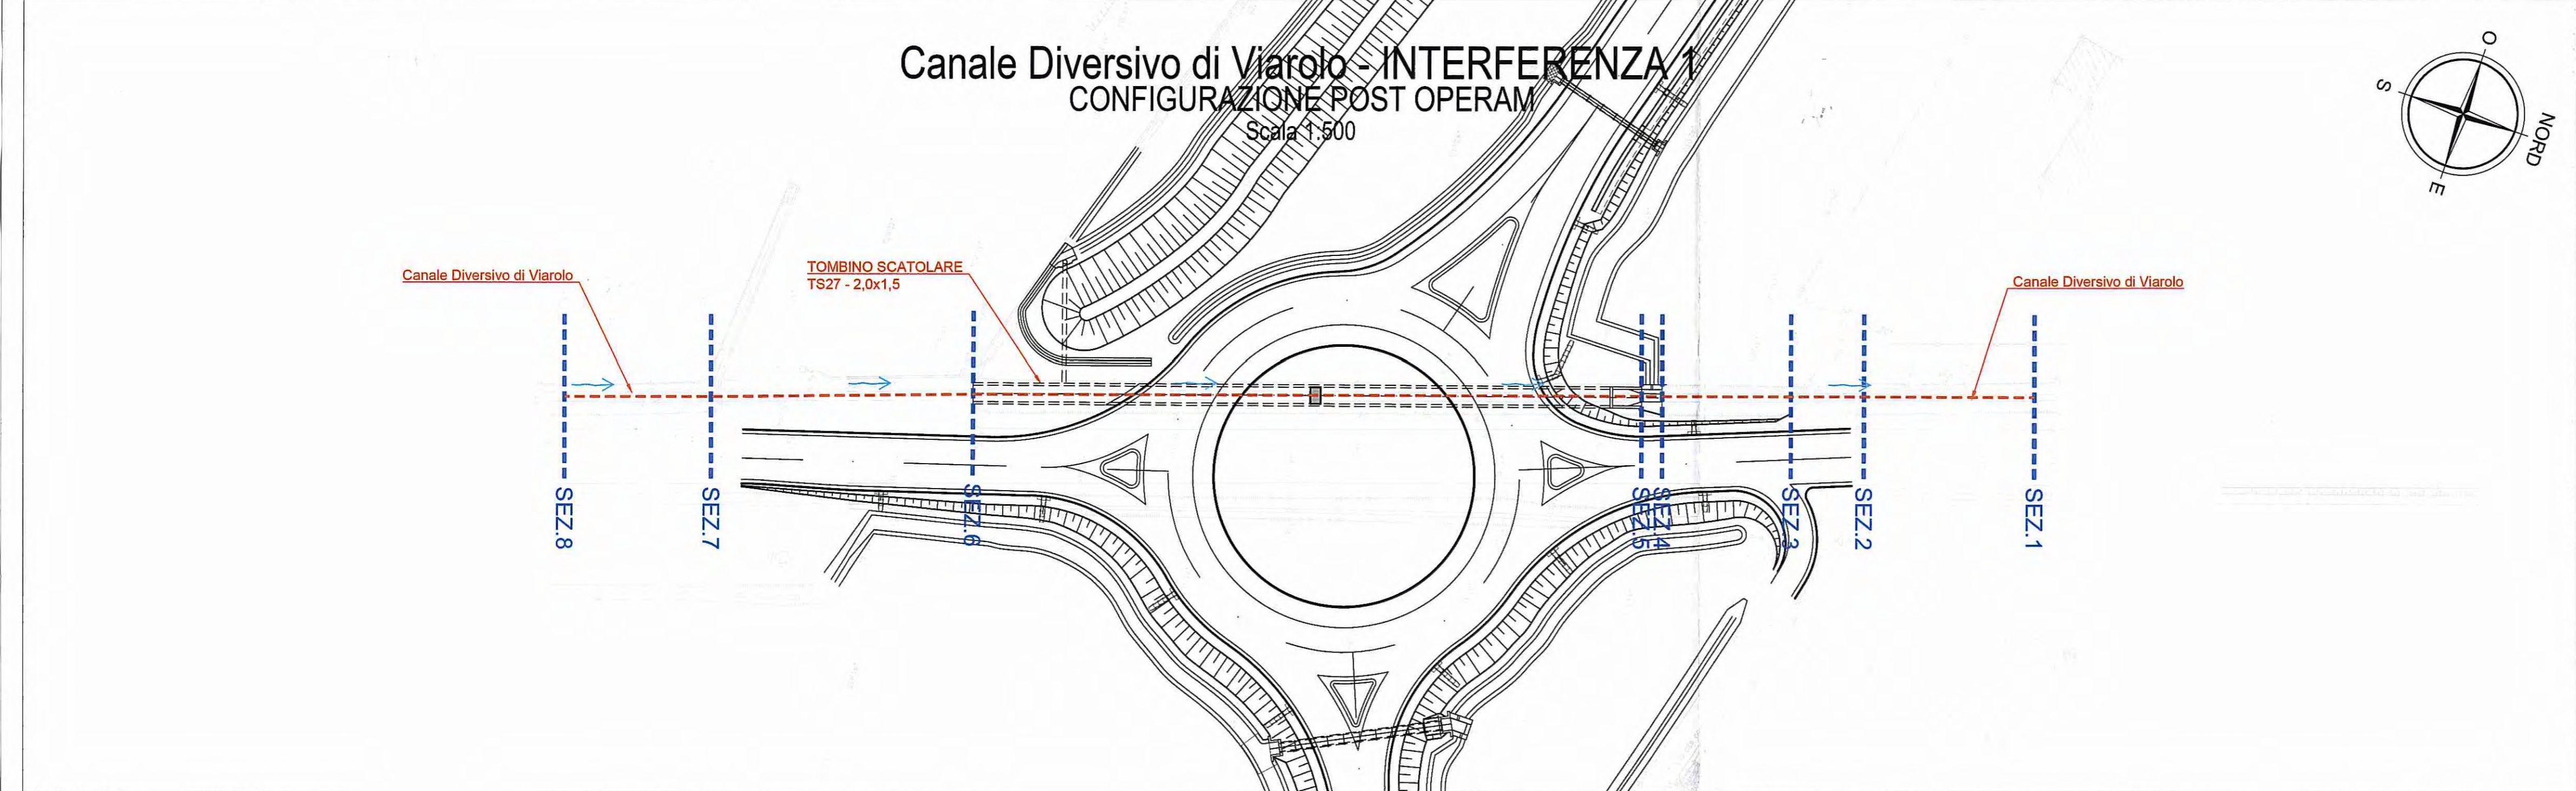 Canale Diversivo di Viarolo - INTERFERENZA 1
CONFIGURAZIONE POST OPERAM
Scala 1:500
O
S
NORD
E
Canale Diversivo di Viarolo
TOMBINO SCATOLARE
TS27 - 2,0x1,5
Canale Diversivo di Viarolo
SEZ.8
SEZ.7
SEZ.6
SEZ.5
SEZ.4
SEZ.3
SEZ.2
SEZ.1